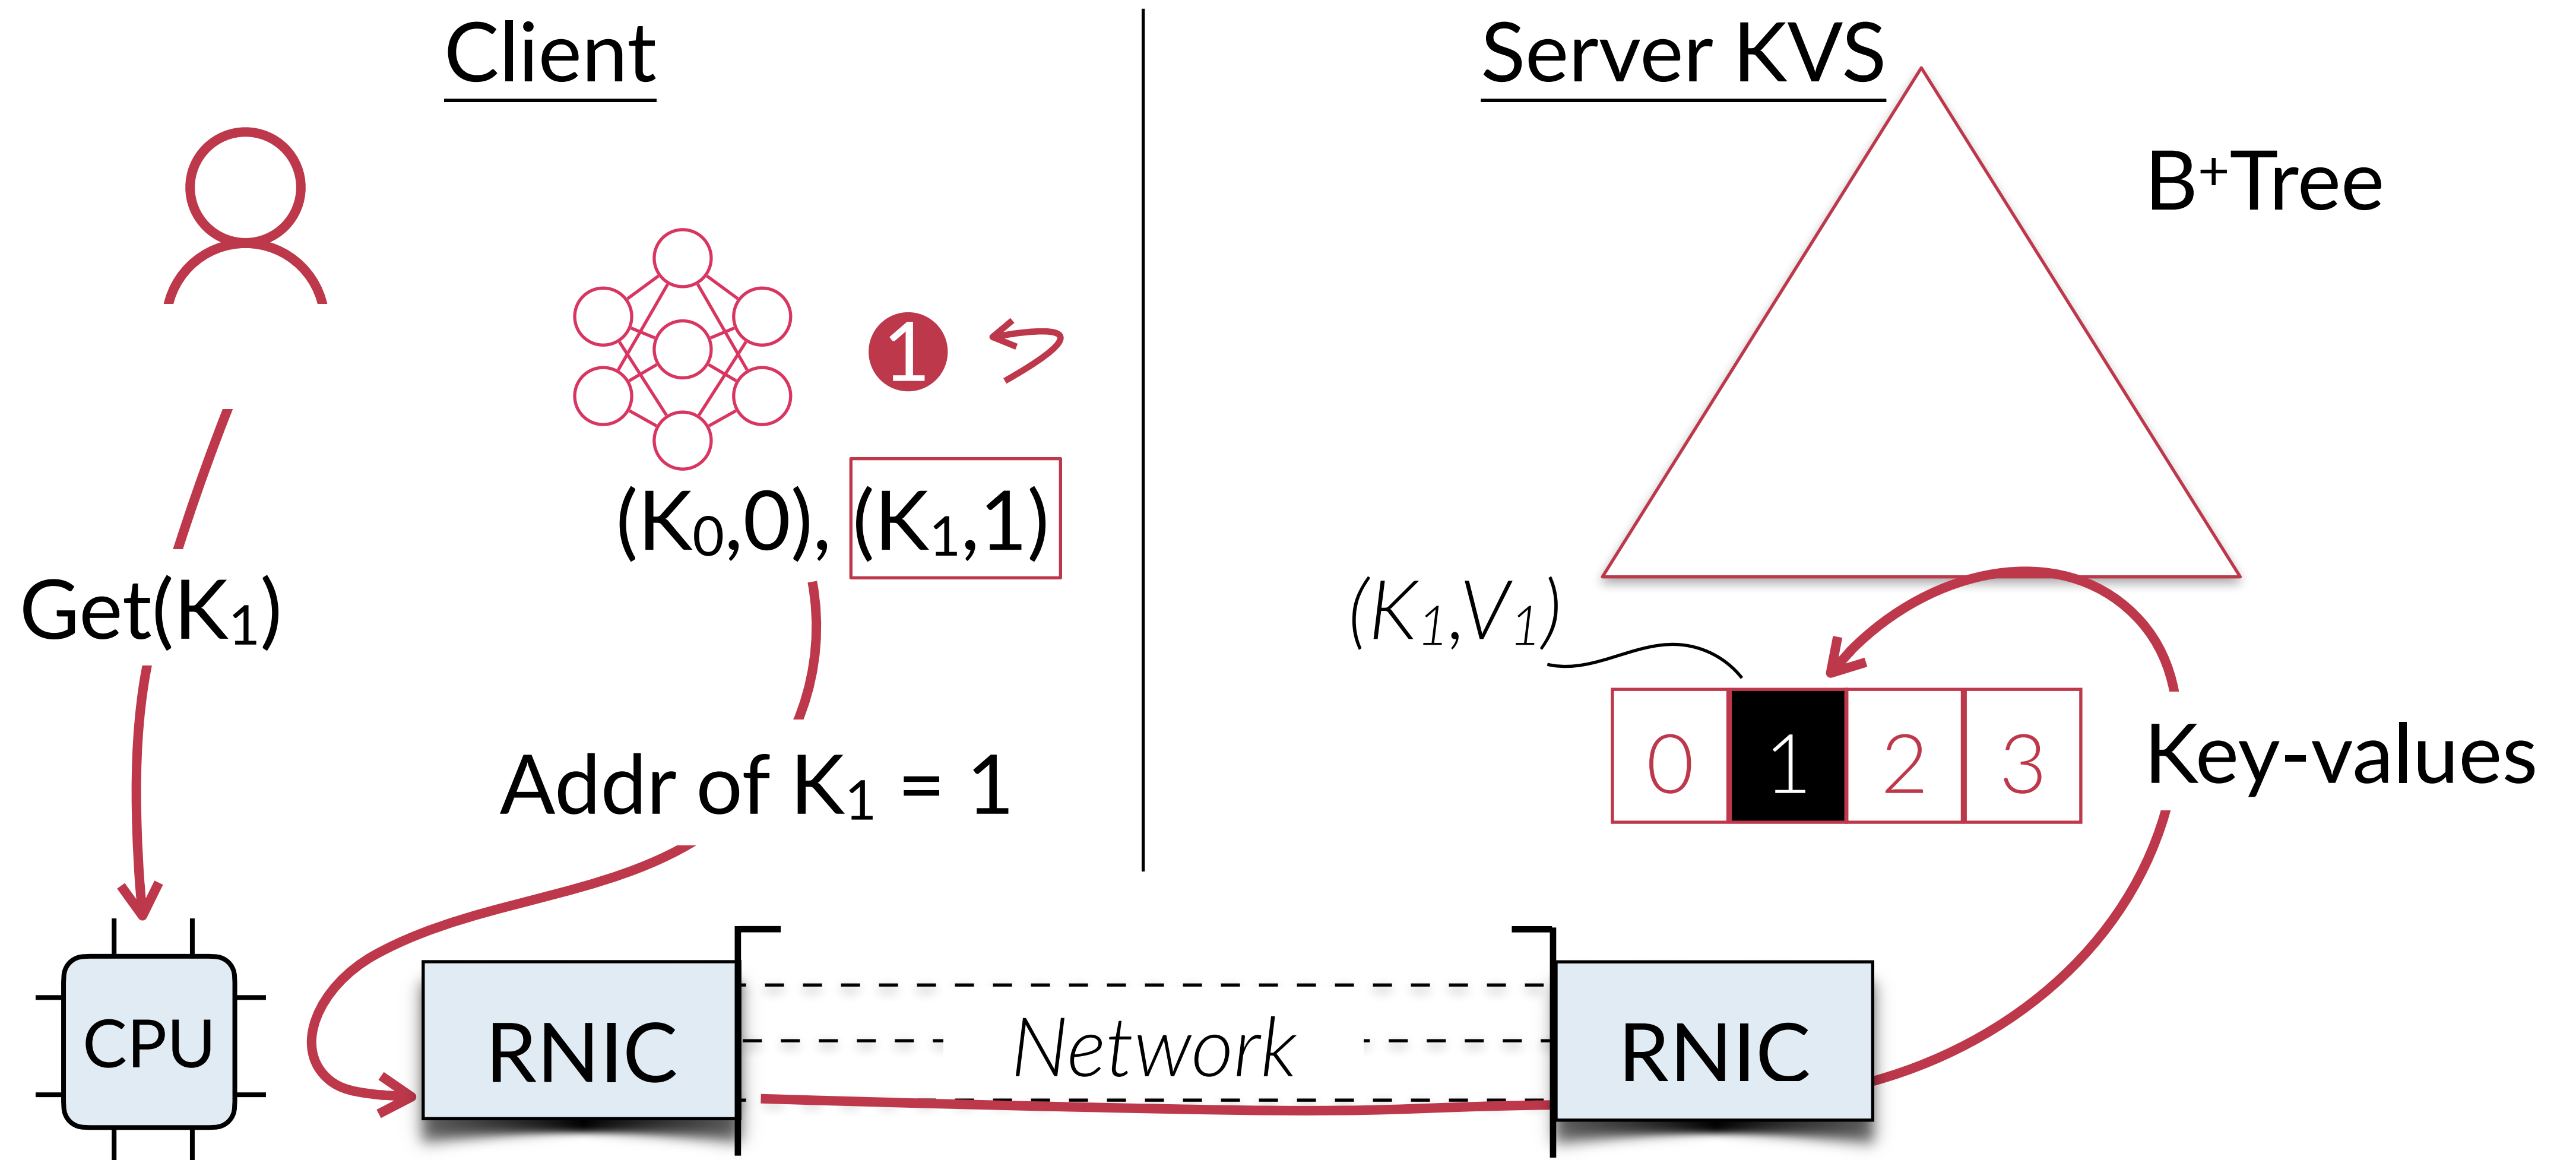 Client
Server KVS
B⁺Tree
1
(K₀,0), (K₁,1)
Get(K₁)
(K₁,V₁)
0 1 2 3
Key-values
Addr of K₁ = 1
CPU
RNIC
Network
RNIC